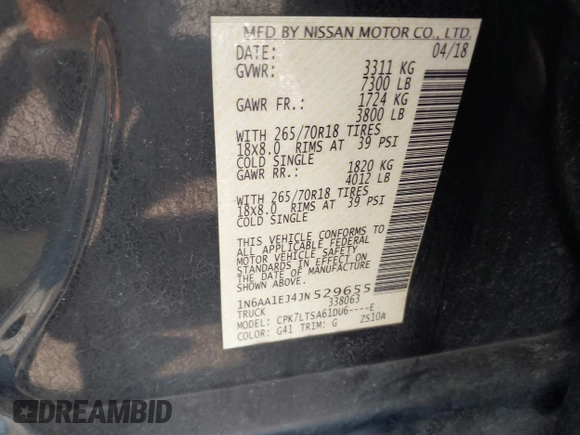 MFD BY NISSAN MOTOR CO., LTD.
DATE: 04/18
GVWR: 3311 KG
7300 LB
GAWR FR.: 1724 KG
3800 LB
WITH 265/70R18 TIRES
18X8.0 RIMS AT 39 PSI
COLD SINGLE
GAWR RR.: 1820 KG
4012 LB
WITH 265/70R18 TIRES
18X8.0 RIMS AT 39 PSI
COLD SINGLE
THIS VEHICLE CONFORMS TO
ALL APPLICABLE FEDERAL
MOTOR VEHICLE SAFETY
STANDARDS IN EFFECT ON
THE DATE OF MANUFACTURE
SHOWN ABOVE.
1N6AA1EJ4JN529655
TRUCK 338063
MODEL: CPK7LTSA61DU6----E
COLOR: G41 TRIM: G ZS10A
DREAMBID